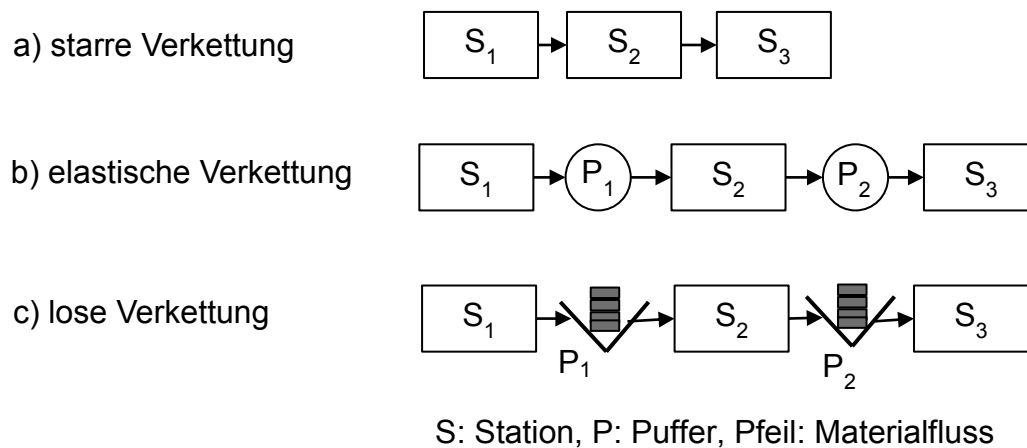 a) starre Verkettung S₁ S₂ S₃
b) elastische Verkettung S₁ P₁ S₂ P₂ S₃
c) lose Verkettung S₁ S₂ S₃
P₁ P₂
S: Station, P: Puffer, Pfeil: Materialfluss